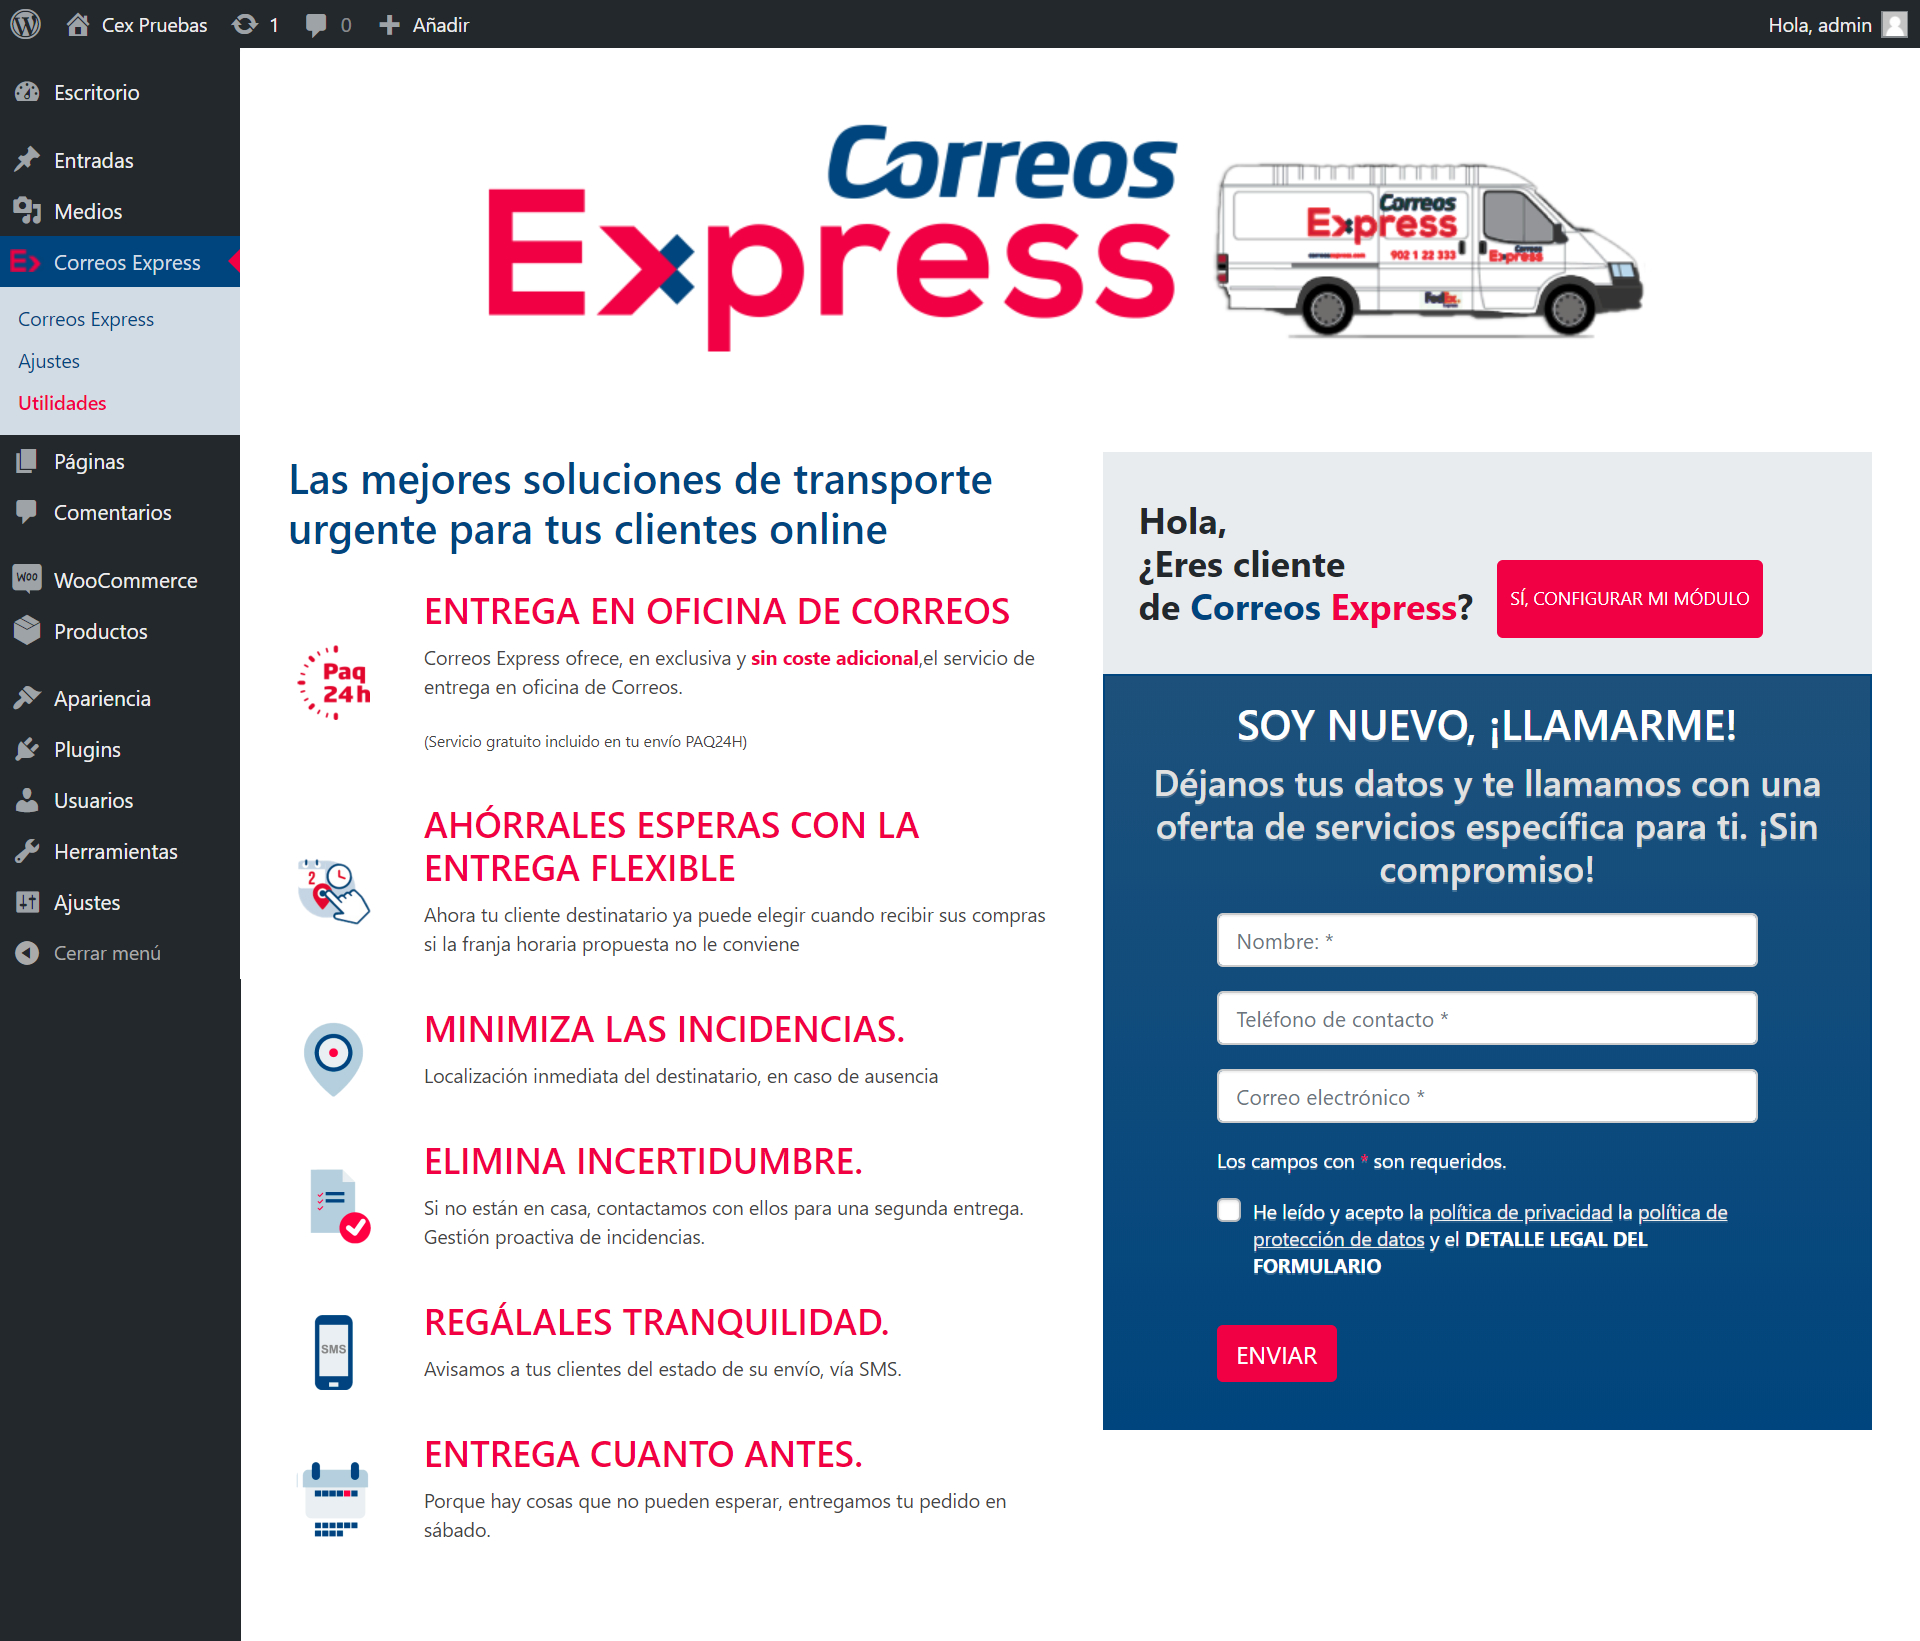 Cex Pruebas
1
0
Añadir
Hola, admin
Escritorio
Entradas
Medios
Correos Express
Correos Express
Ajustes
Utilidades
Páginas
Comentarios
WooCommerce
Productos
Apariencia
Plugins
Usuarios
Herramientas
Ajustes
Cerrar menú
Correos
Express
Correos
Express
902 1 22 333
Correos
Express
FedEx
Las mejores soluciones de transporte
urgente para tus clientes online
Paq
24h
ENTREGA EN OFICINA DE CORREOS
Correos Express ofrece, en exclusiva y sin coste adicional,el servicio de
entrega en oficina de Correos.
(Servicio gratuito incluido en tu envío PAQ24H)
2
AHÓRRALES ESPERAS CON LA
ENTREGA FLEXIBLE
Ahora tu cliente destinatario ya puede elegir cuando recibir sus compras
si la franja horaria propuesta no le conviene
MINIMIZA LAS INCIDENCIAS.
Localización inmediata del destinatario, en caso de ausencia
ELIMINA INCERTIDUMBRE.
Si no están en casa, contactamos con ellos para una segunda entrega.
Gestión proactiva de incidencias.
SMS
REGÁLALES TRANQUILIDAD.
Avisamos a tus clientes del estado de su envío, vía SMS.
ENTREGA CUANTO ANTES.
Porque hay cosas que no pueden esperar, entregamos tu pedido en
sábado.
Hola,
¿Eres cliente
de Correos Express?
SÍ, CONFIGURAR MI MÓDULO
SOY NUEVO, ¡LLAMARME!
Déjanos tus datos y te llamamos con una
oferta de servicios específica para ti. ¡Sin
compromiso!
Nombre: *
Teléfono de contacto *
Correo electrónico *
Los campos con * son requeridos.
He leído y acepto la política de privacidad la política de
protección de datos y el DETALLE LEGAL DEL
FORMULARIO
ENVIAR